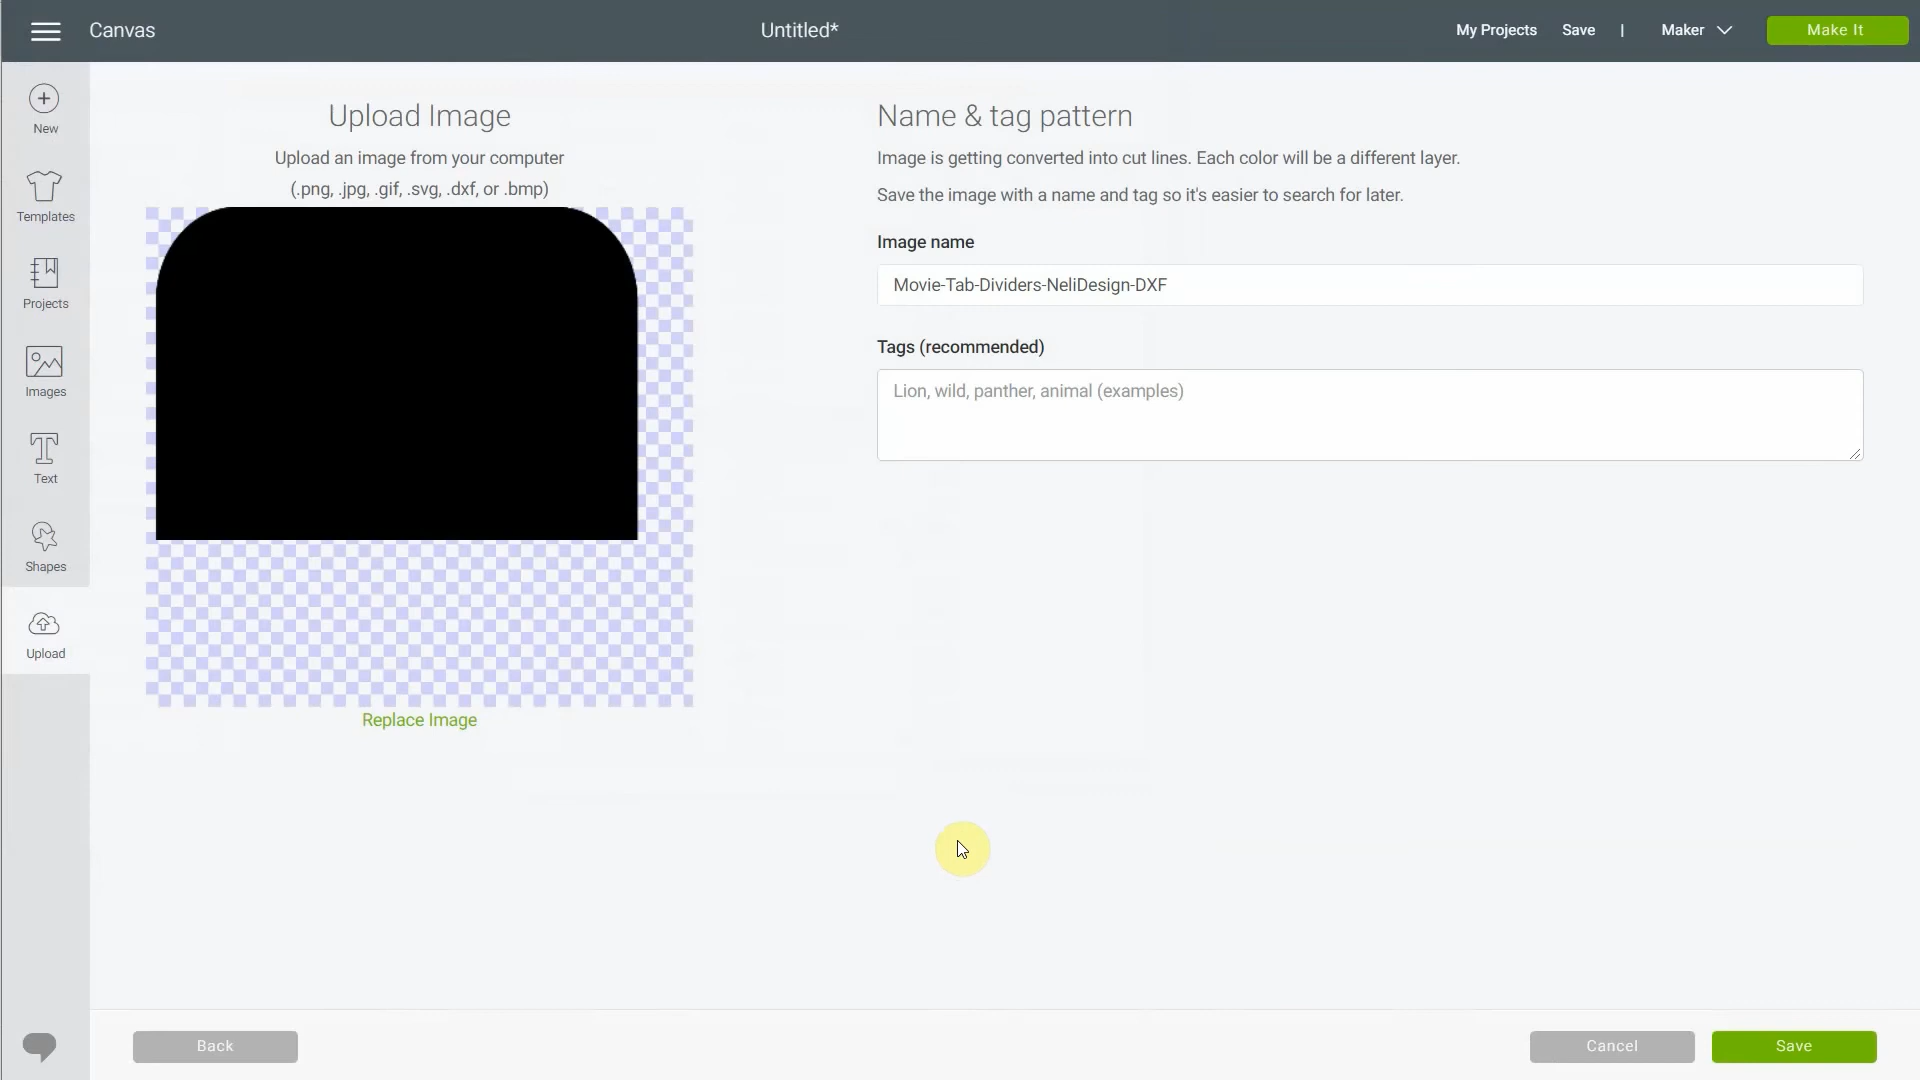 Canvas
Untitled*
My Projects
Save
|
Maker
Make It
New
Templates
Projects
Images
Text
Shapes
Upload
Upload Image
Upload an image from your computer
(.png, .jpg, .gif, .svg, .dxf, or .bmp)
Replace Image
Name & tag pattern
Image is getting converted into cut lines. Each color will be a different layer.
Save the image with a name and tag so it's easier to search for later.
Image name
Movie-Tab-Dividers-NeliDesign-DXF
Tags (recommended)
Lion, wild, panther, animal (examples)
Back
Cancel
Save